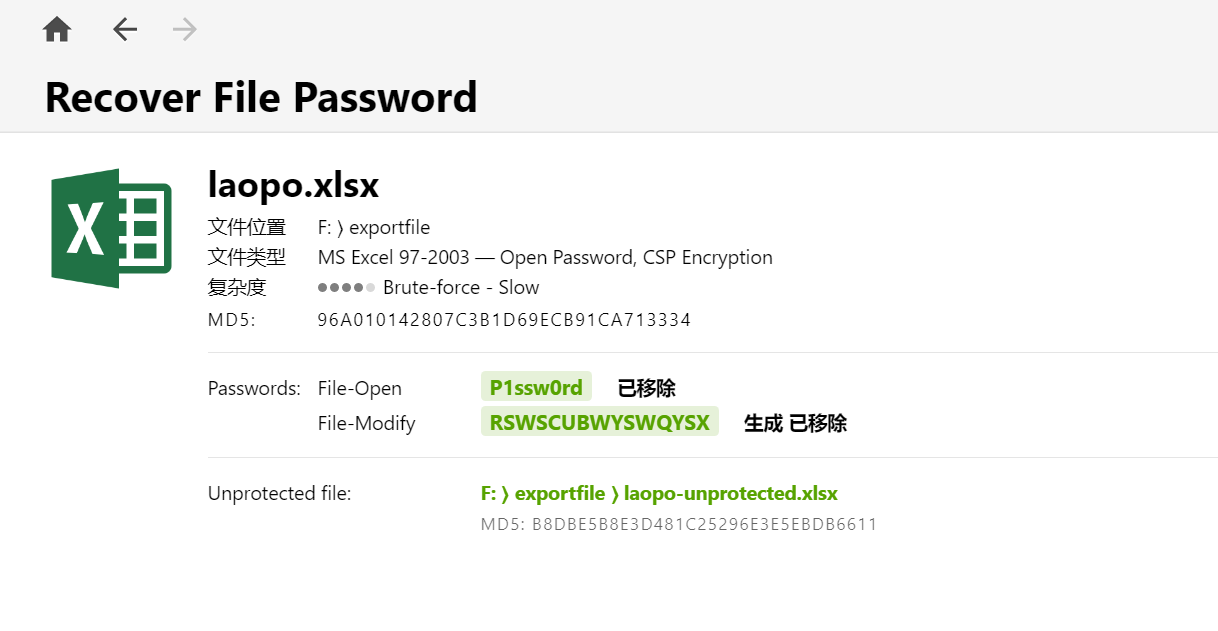 Recover File Password
laopo.xlsx
文件位置 F: ⟩ exportfile
文件类型 MS Excel 97-2003 — Open Password, CSP Encryption
复杂度 Brute-force - Slow
MD5: 96A010142807C3B1D69ECB91CA713334
Passwords: File-Open P1ssw0rd 已移除
File-Modify RSWSCUBWYSWQYSX 生成 已移除
Unprotected file: F: ⟩ exportfile ⟩ laopo-unprotected.xlsx
MD5: B8DBE5B8E3D481C25296E3E5EBDB6611